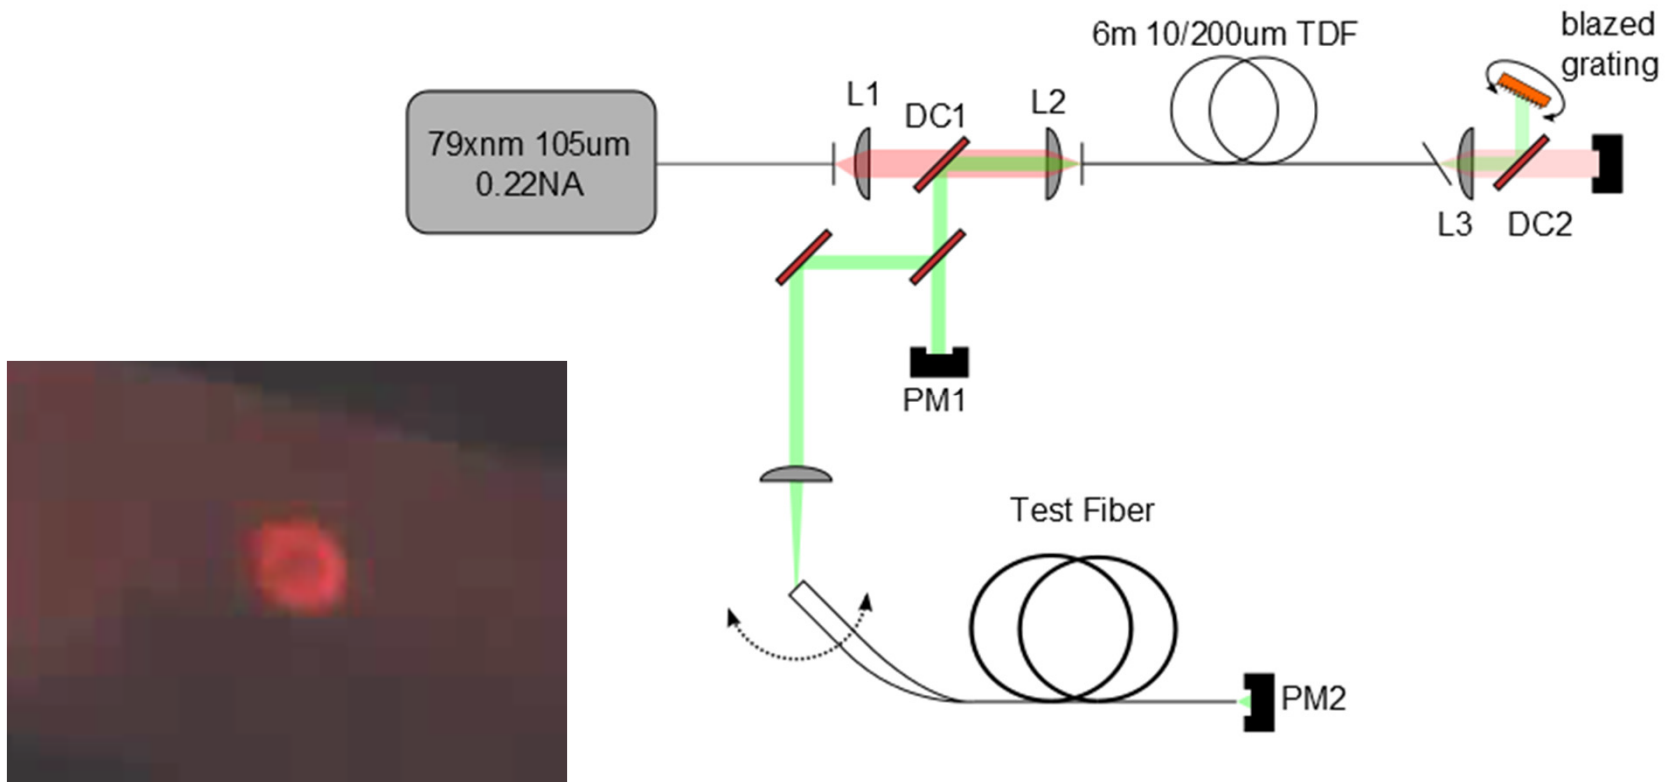 6m 10/200um TDF
blazed
grating
L1
DC1
L2
79xnm 105um
0.22NA
L3
DC2
PM1
Test Fiber
PM2